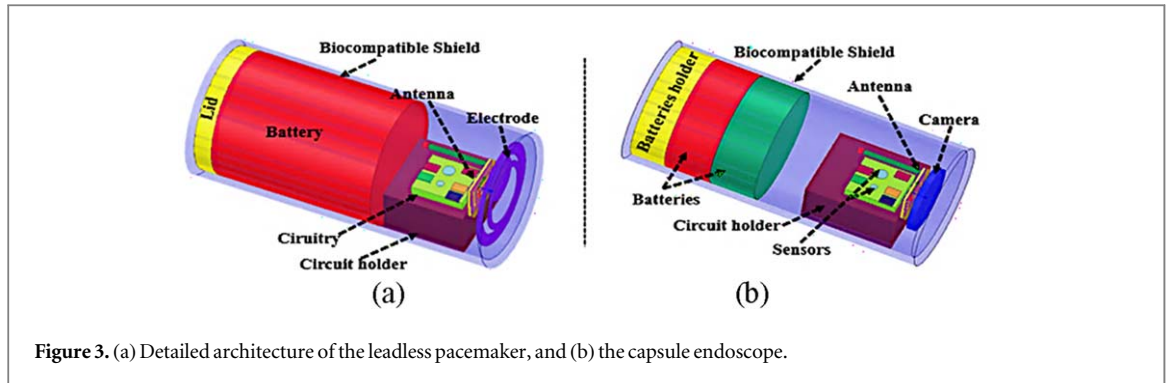 Biocompatible Shield
Antenna
Electrode
Lid
Battery
Ciruitry
Circuit holder
(a)
Biocompatible Shield
Batteries holder
Antenna
Camera
Batteries
Circuit holder
Sensors
(b)
Figure 3. (a) Detailed architecture of the leadless pacemaker, and (b) the capsule endoscope.